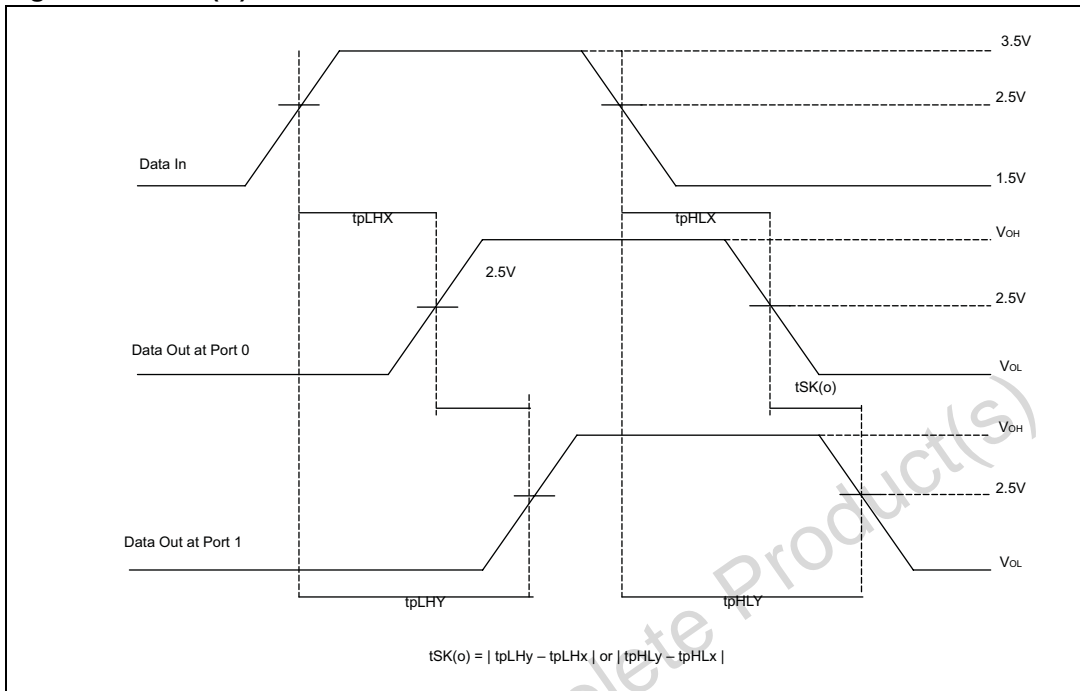 3.5V
2.5V
Data In
1.5V
tpLHX
tpHLX
VOH
2.5V
2.5V
Data Out at Port 0
VOL
tSK(o)
VOH
2.5V
Data Out at Port 1
VOL
tpLHY
tpHLY
tSK(o) = | tpLHy – tpLHx | or | tpHLy – tpHLx |
lete Product(s)